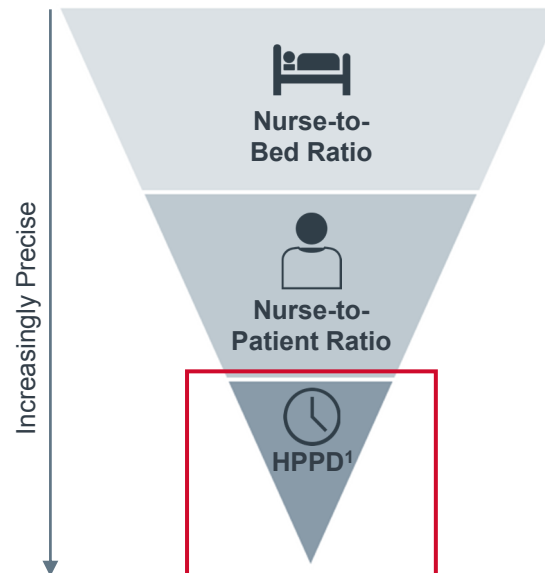 Increasingly Precise
Nurse-to-
Bed Ratio
Nurse-to-
Patient Ratio
HPPD¹